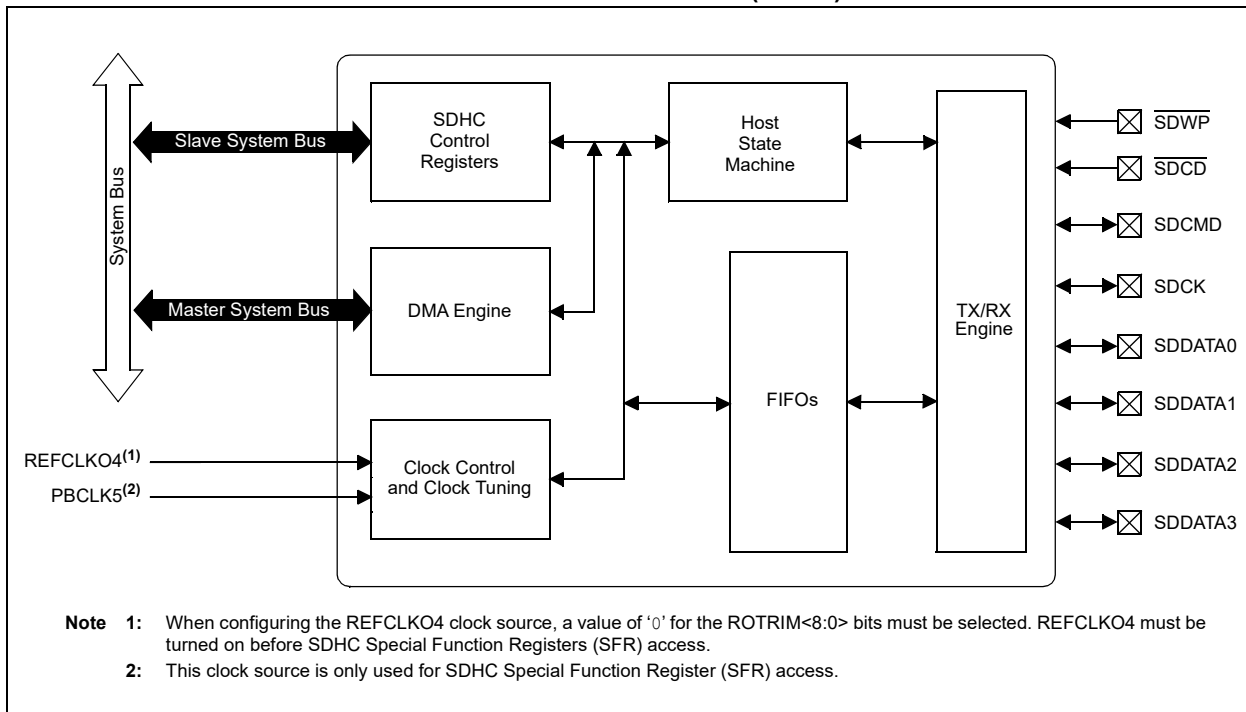 System Bus
Slave System Bus
Master System Bus
REFCLKO4(1)
PBCLK5(2)
SDHC
Control
Registers
DMA Engine
Clock Control
and Clock Tuning
Host
State
Machine
FIFOs
TX/RX
Engine
SDWP
SDCD
SDCMD
SDCK
SDDATA0
SDDATA1
SDDATA2
SDDATA3
Note 1: When configuring the REFCLKO4 clock source, a value of ‘0’ for the ROTRIM<8:0> bits must be selected. REFCLKO4 must be
turned on before SDHC Special Function Registers (SFR) access.
2: This clock source is only used for SDHC Special Function Register (SFR) access.